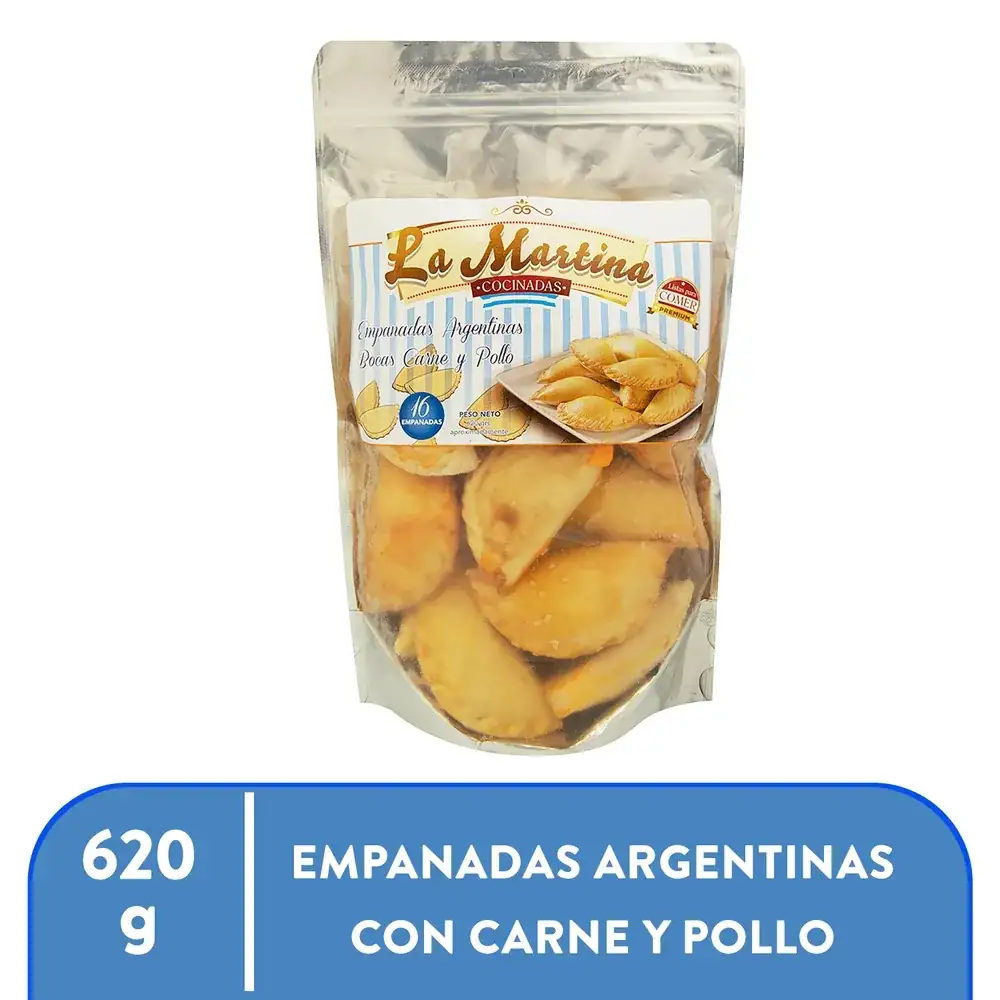 La Martina
COCINADAS
Listas para
COMER
PREMIUM
Empanadas Argentinas
Bocas Carne y Pollo
16
EMPANADAS
PESO NETO
aproximadamente
620
g
EMPANADAS ARGENTINAS
CON CARNE Y POLLO